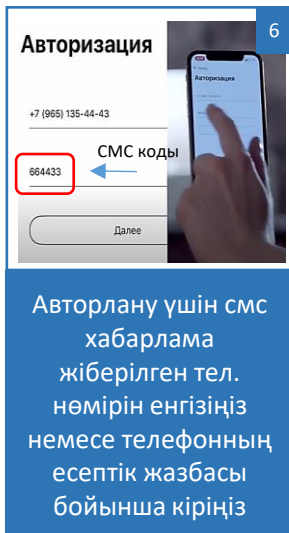 6
Авторизация
Авторизация
+7 (965) 135-44-43
СМС коды
664433
Далее
Авторлану үшін смс
хабарлама
жіберілген тел.
нөмірін енгізіңіз
немесе телефонның
есептік жазбасы
бойынша кіріңіз